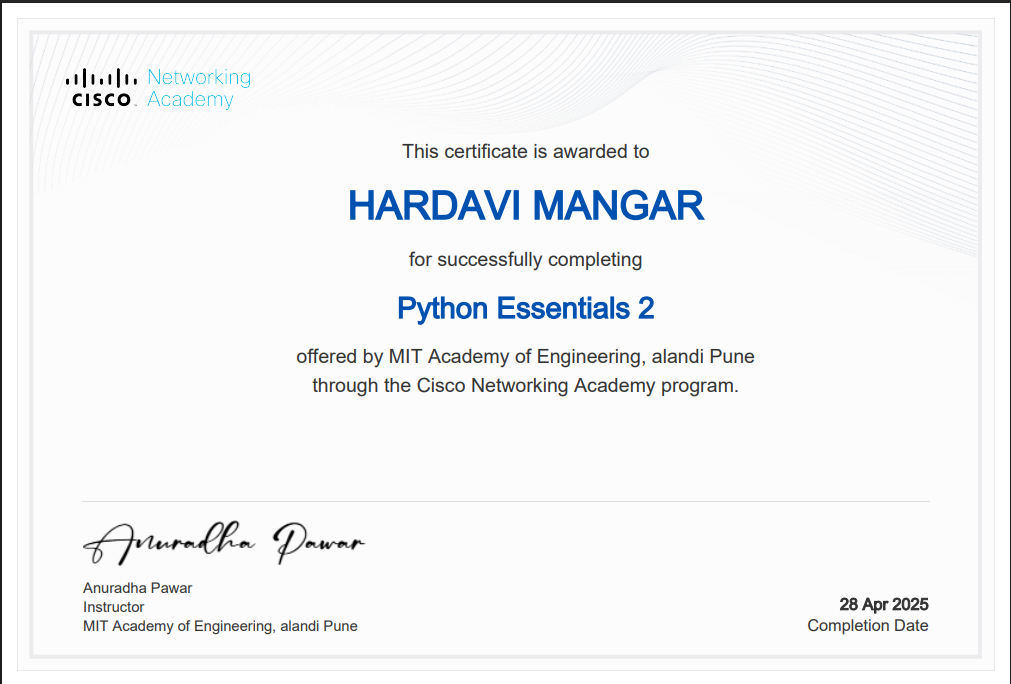 Networking
CISCO Academy
This certificate is awarded to
HARDAVI MANGAR
for successfully completing
Python Essentials 2
offered by MIT Academy of Engineering, alandi Pune
through the Cisco Networking Academy program.
Anuradha Pawar
Anuradha Pawar
Instructor
MIT Academy of Engineering, alandi Pune
28 Apr 2025
Completion Date